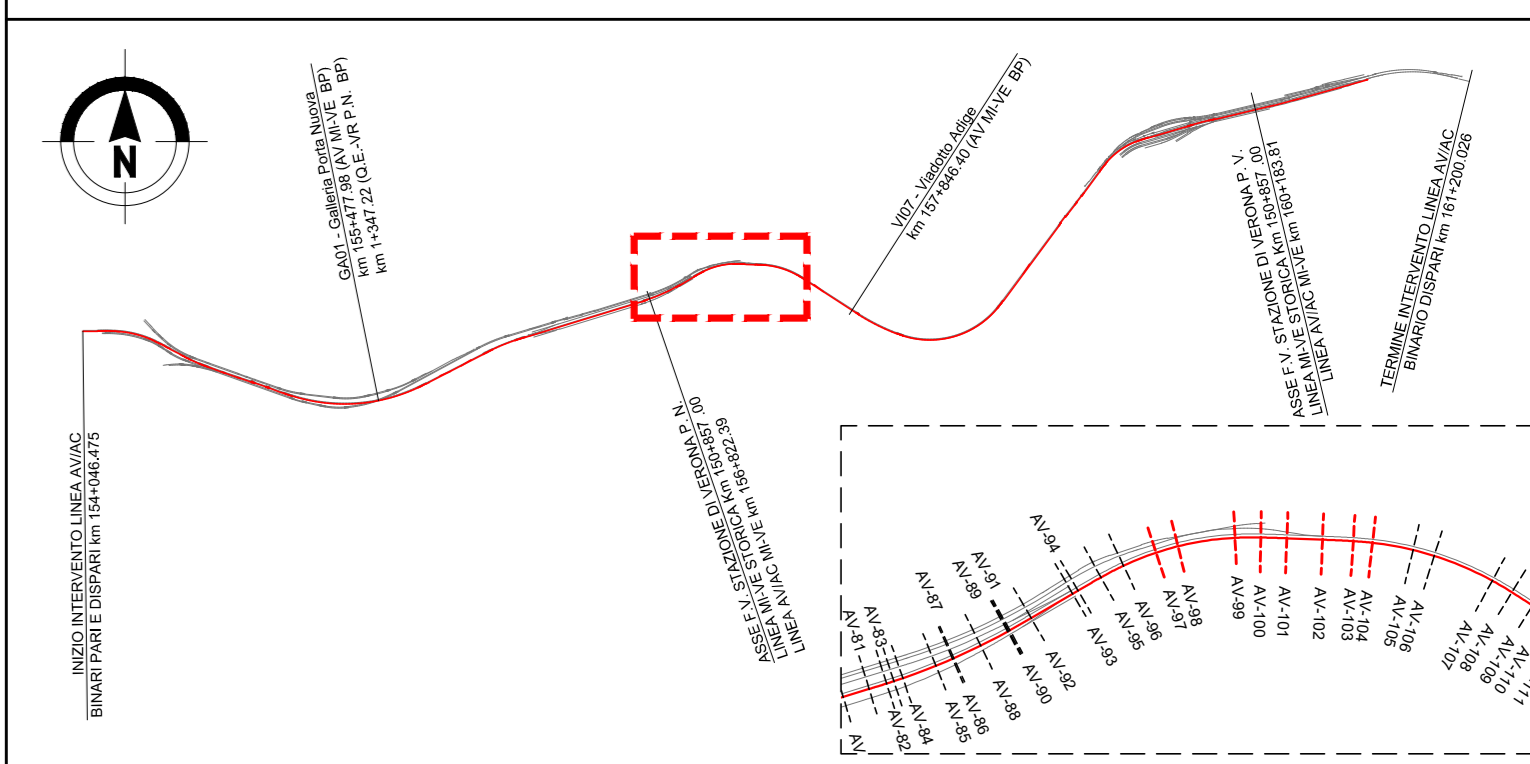 N
INIZIO INTERVENTO LINEA AV/AC
BINARI PARI E DISPARI km 154+046.475
GA01 - Galleria Porta Nuova
km 155+477.98 (AV MI-VE BP)
km 1+347.22 (Q.E.-VR P.N. BP)
ASSE F.V. STAZIONE DI VERONA P. N.
LINEA MI-VE STORICA Km 150+857 .00
LINEA AV/AC MI-VE km 156+822.39
VI07 - Viadotto Adige
km 157+846.40 (AV MI-VE BP)
ASSE F.V. STAZIONE DI VERONA P. V.
LINEA MI-VE STORICA Km 150+857 .00
LINEA AV/AC MI-VE km 160+183.81
TERMINE INTERVENTO LINEA AV/AC
BINARIO DISPARI km 161+200.026
AV
AV-81
AV-82
AV-83
AV-84
AV-85
AV-86
AV-87
AV-88
AV-89
AV-90
AV-91
AV-92
AV-93
AV-94
AV-95
AV-96
AV-97
AV-98
AV-99
AV-100
AV-101
AV-102
AV-103
AV-104
AV-105
AV-106
AV-107
AV-108
AV-109
AV-110